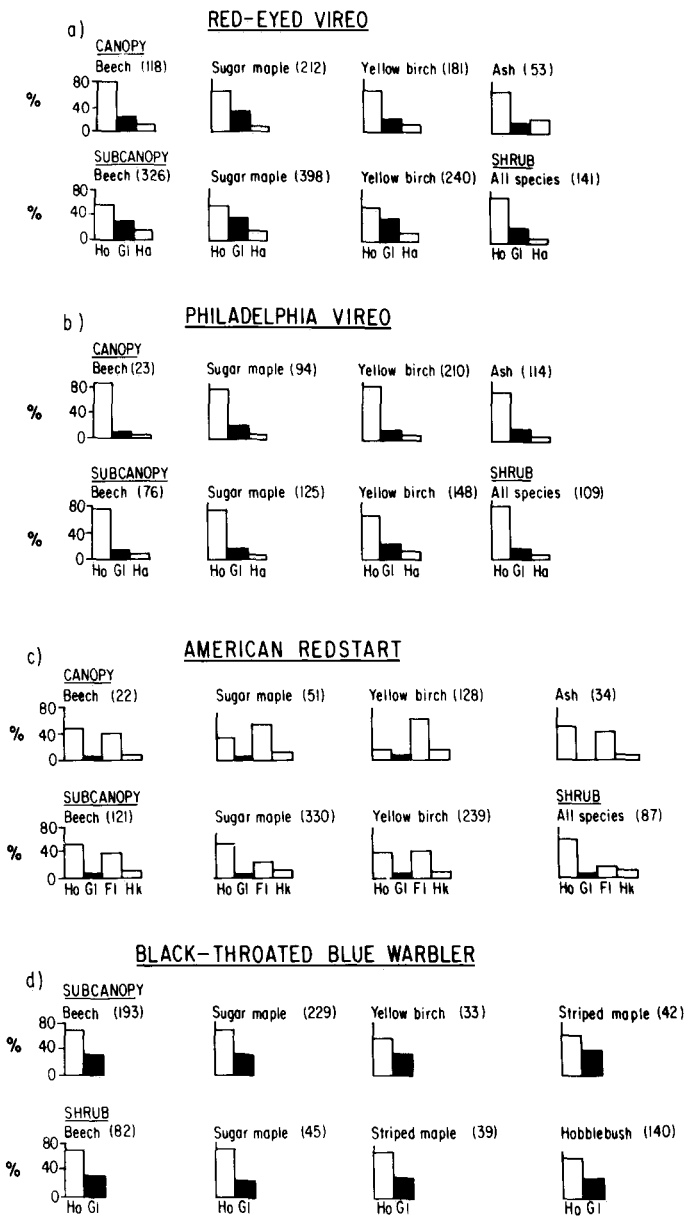 a) RED-EYED VIREO
CANOPY
Beech (118) Sugar maple (212) Yellow birch (181) Ash (53)
80
% 40
0
SUBCANOPY SHRUB
Beech (326) Sugar maple (398) Yellow birch (240) All species (141)
80
% 40
0
Ho Gl Ha Ho Gl Ha Ho Gl Ha Ho Gl Ha
b) PHILADELPHIA VIREO
CANOPY
Beech (23) Sugar maple (94) Yellow birch (210) Ash (114)
80
% 40
0
SUBCANOPY SHRUB
Beech (76) Sugar maple (125) Yellow birch (148) All species (109)
80
% 40
0
Ho Gl Ha Ho Gl Ha Ho Gl Ha Ho Gl Ha
c) AMERICAN REDSTART
CANOPY
Beech (22) Sugar maple (51) Yellow birch (128) Ash (34)
80
% 40
0
SUBCANOPY SHRUB
Beech (121) Sugar maple (330) Yellow birch (239) All species (87)
80
% 40
0
Ho Gl Fl Hk Ho Gl Fl Hk Ho Gl Fl Hk Ho Gl Fl Hk
BLACK-THROATED BLUE WARBLER
d)
SUBCANOPY
Beech (193) Sugar maple (229) Yellow birch (33) Striped maple (42)
80
% 40
0
SHRUB
Beech (82) Sugar maple (45) Striped maple (39) Hobblebush (140)
80
% 40
0
Ho Gl Ho Gl Ho Gl Ho Gl